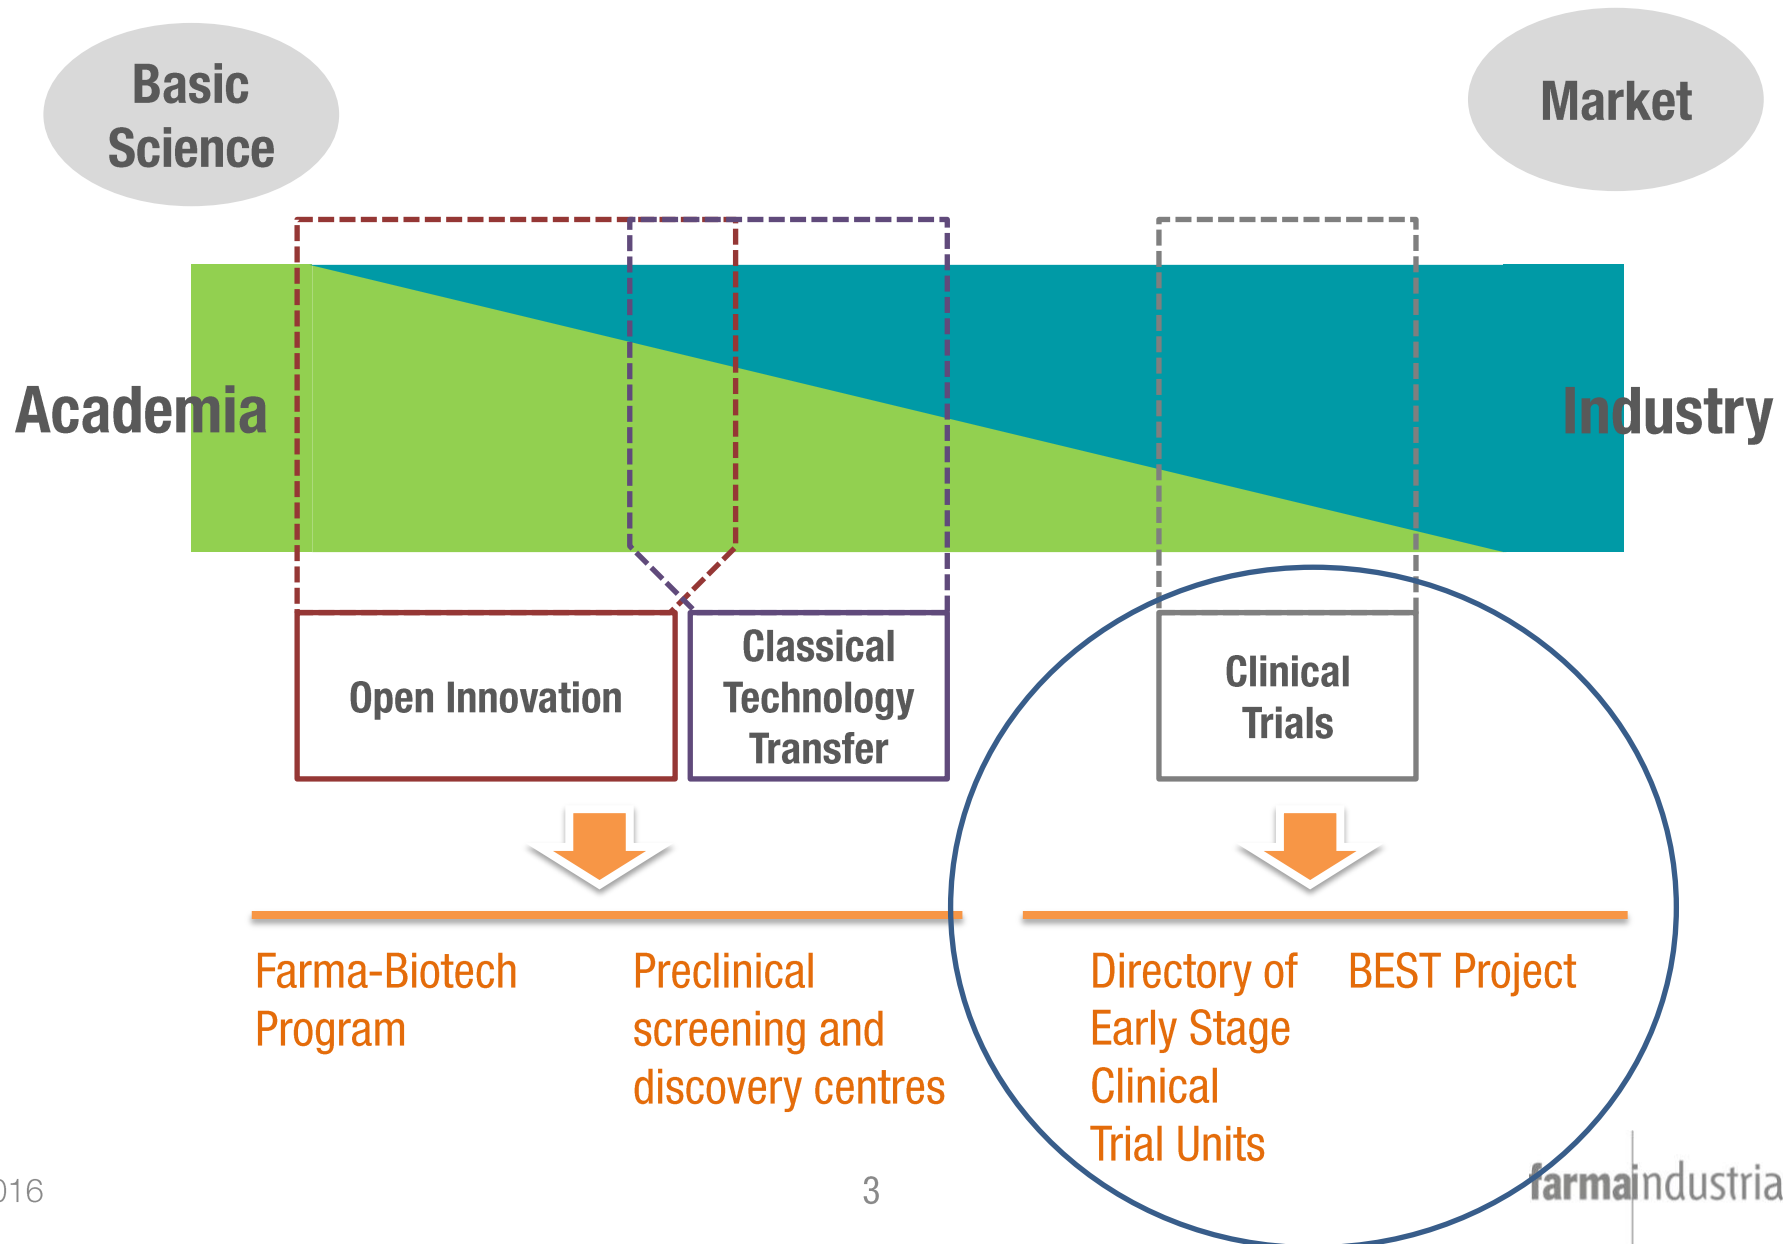 Basic
Science
Market
Academia
Industry
Open Innovation
Classical
Technology
Transfer
Clinical
Trials
Farma-Biotech
Program
Preclinical
screening and
discovery centres
Directory of
Early Stage
Clinical
Trial Units
BEST Project
016
3
farmaindustria